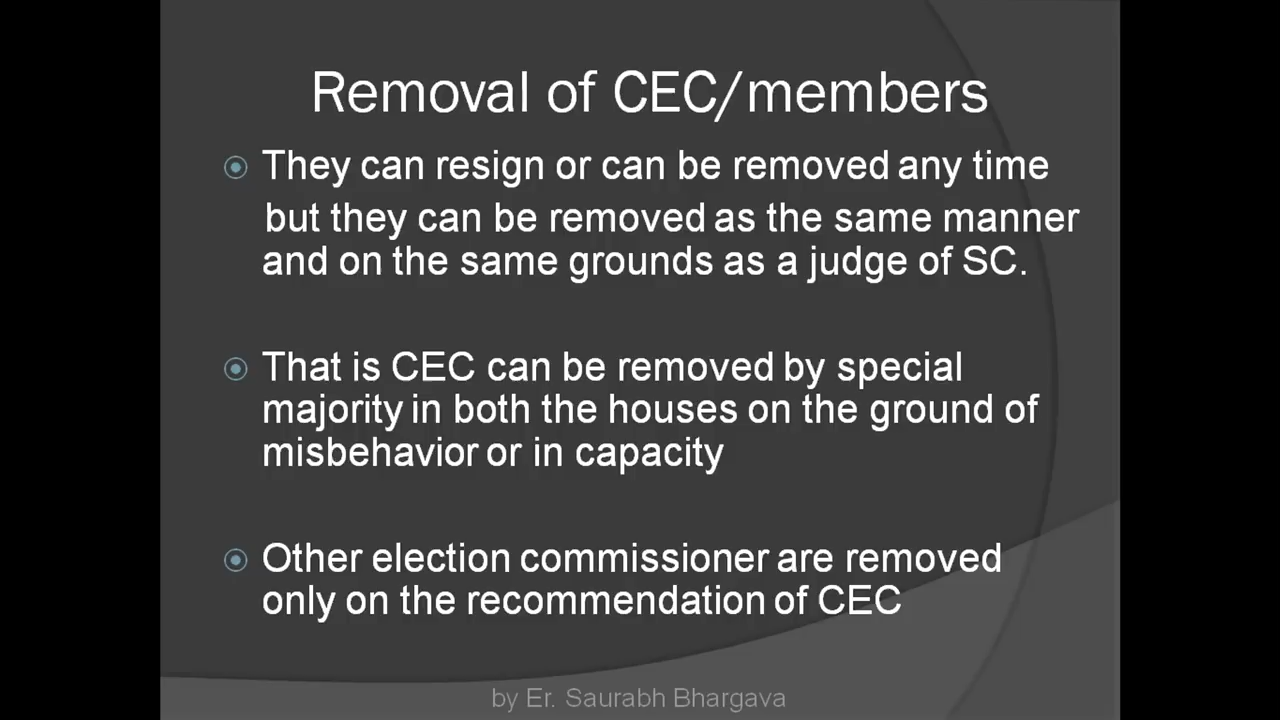 Removal of CEC/members
They can resign or can be removed any time
but they can be removed as the same manner
and on the same grounds as a judge of SC.
That is CEC can be removed by special
majority in both the houses on the ground of
misbehavior or in capacity
Other election commissioner are removed
only on the recommendation of CEC
by Er. Saurabh Bhargava